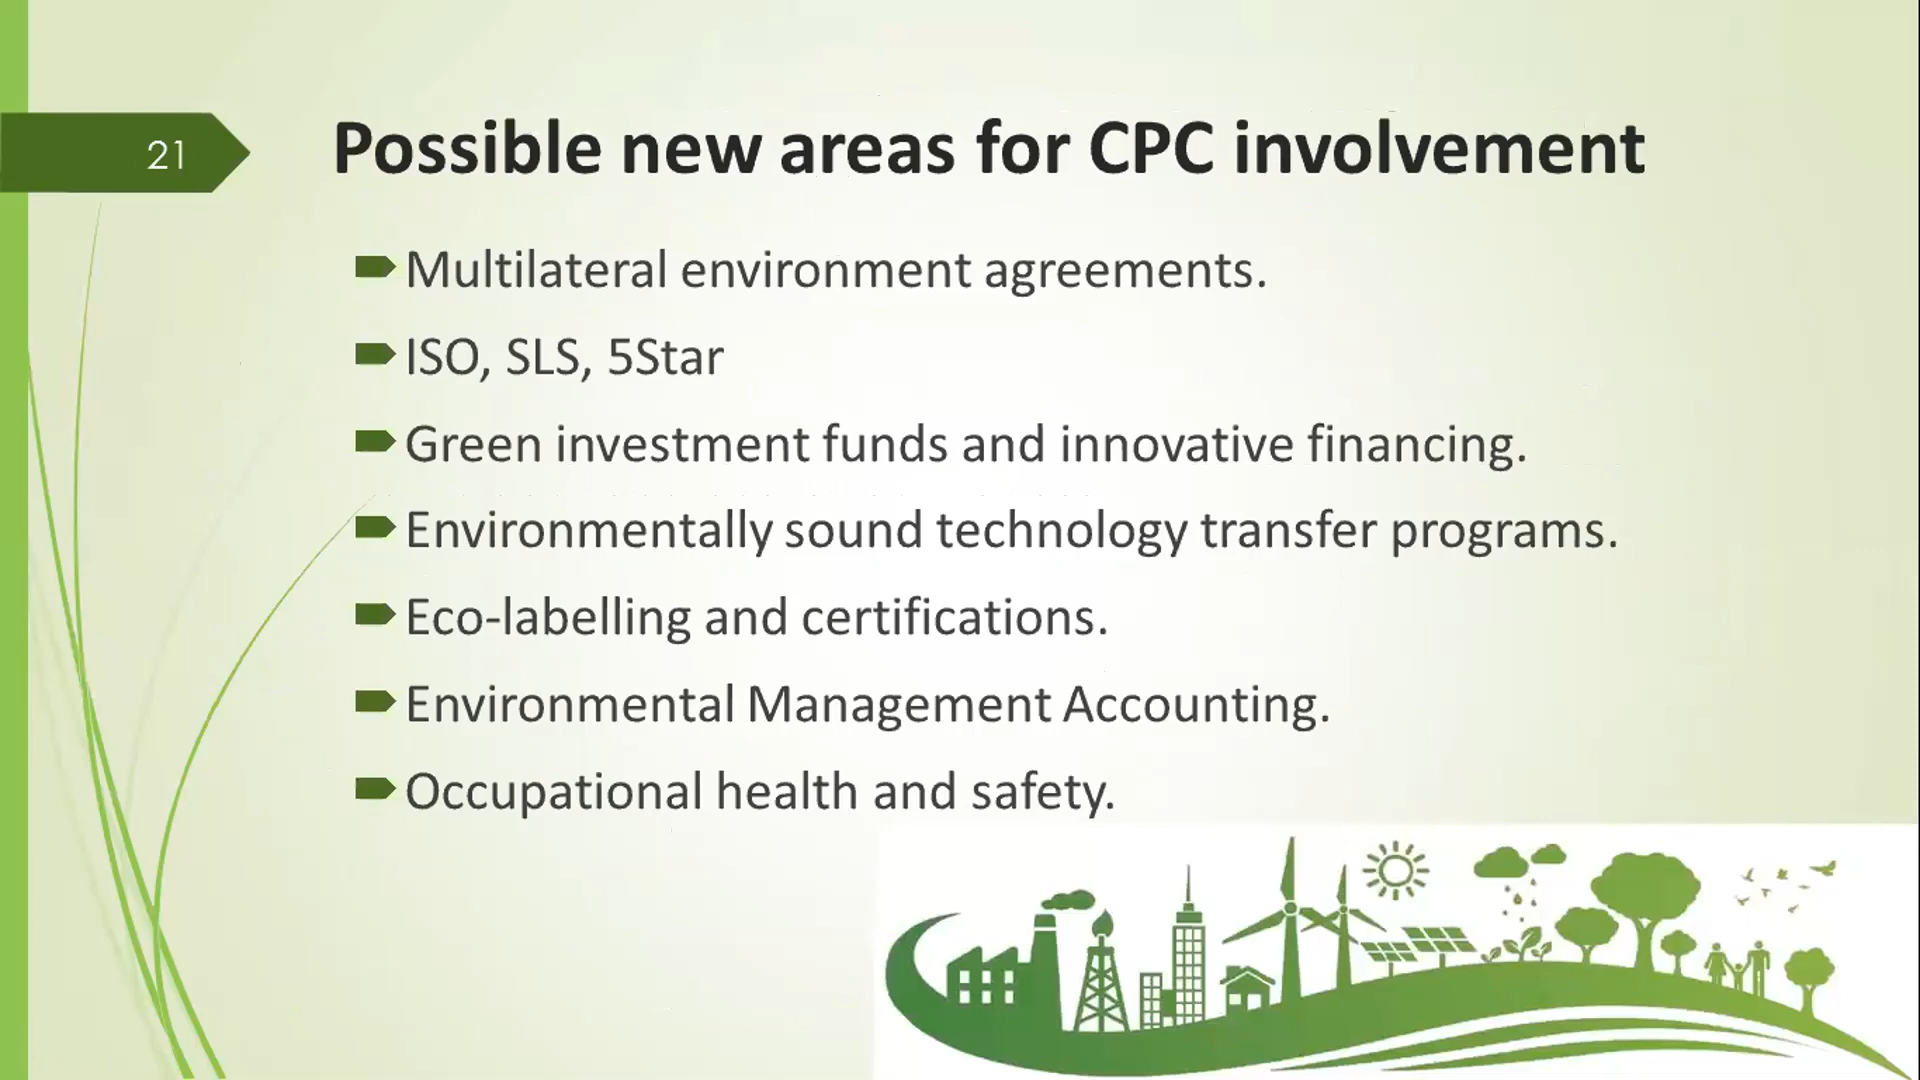 21
Possible new areas for CPC involvement
Multilateral environment agreements.
ISO, SLS, 5Star
Green investment funds and innovative financing.
Environmentally sound technology transfer programs.
Eco-labelling and certifications.
Environmental Management Accounting.
Occupational health and safety.